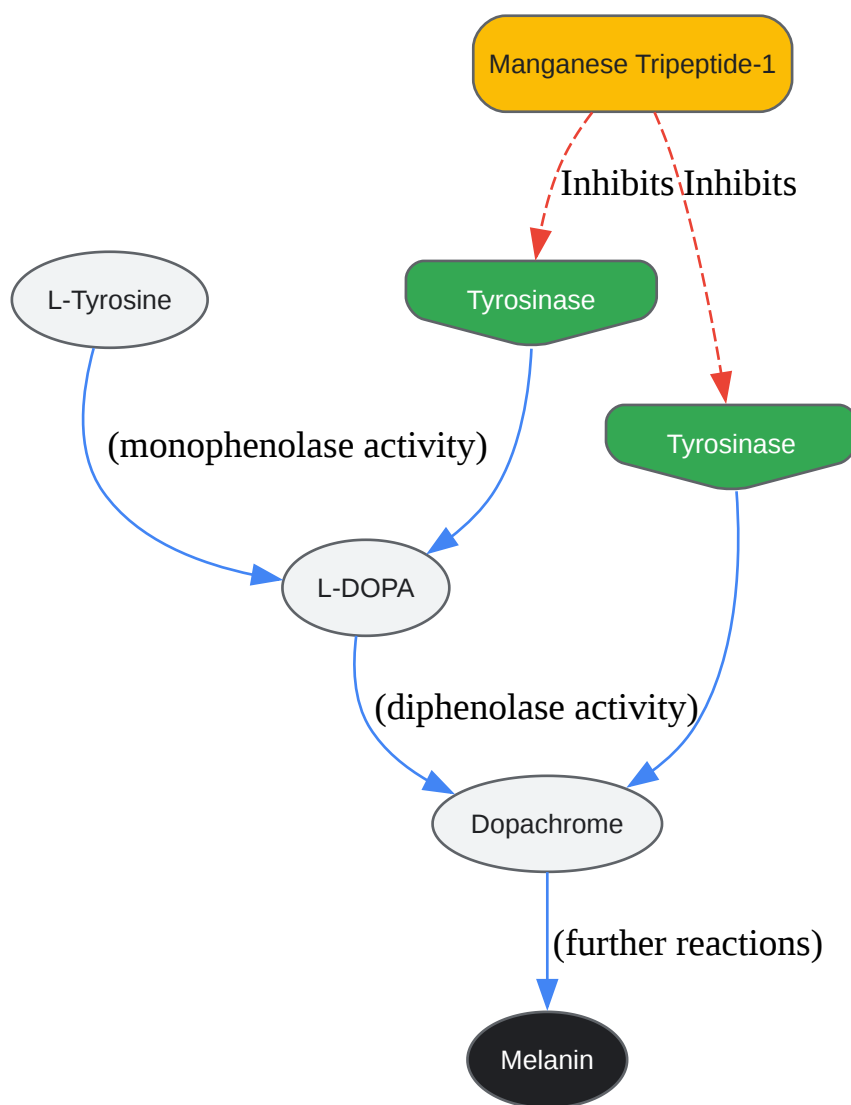 Manganese Tripeptide-1
Inhibits Inhibits
L-Tyrosine
Tyrosinase
(monophenolase activity)
Tyrosinase
L-DOPA
(diphenolase activity)
Dopachrome
(further reactions)
Melanin